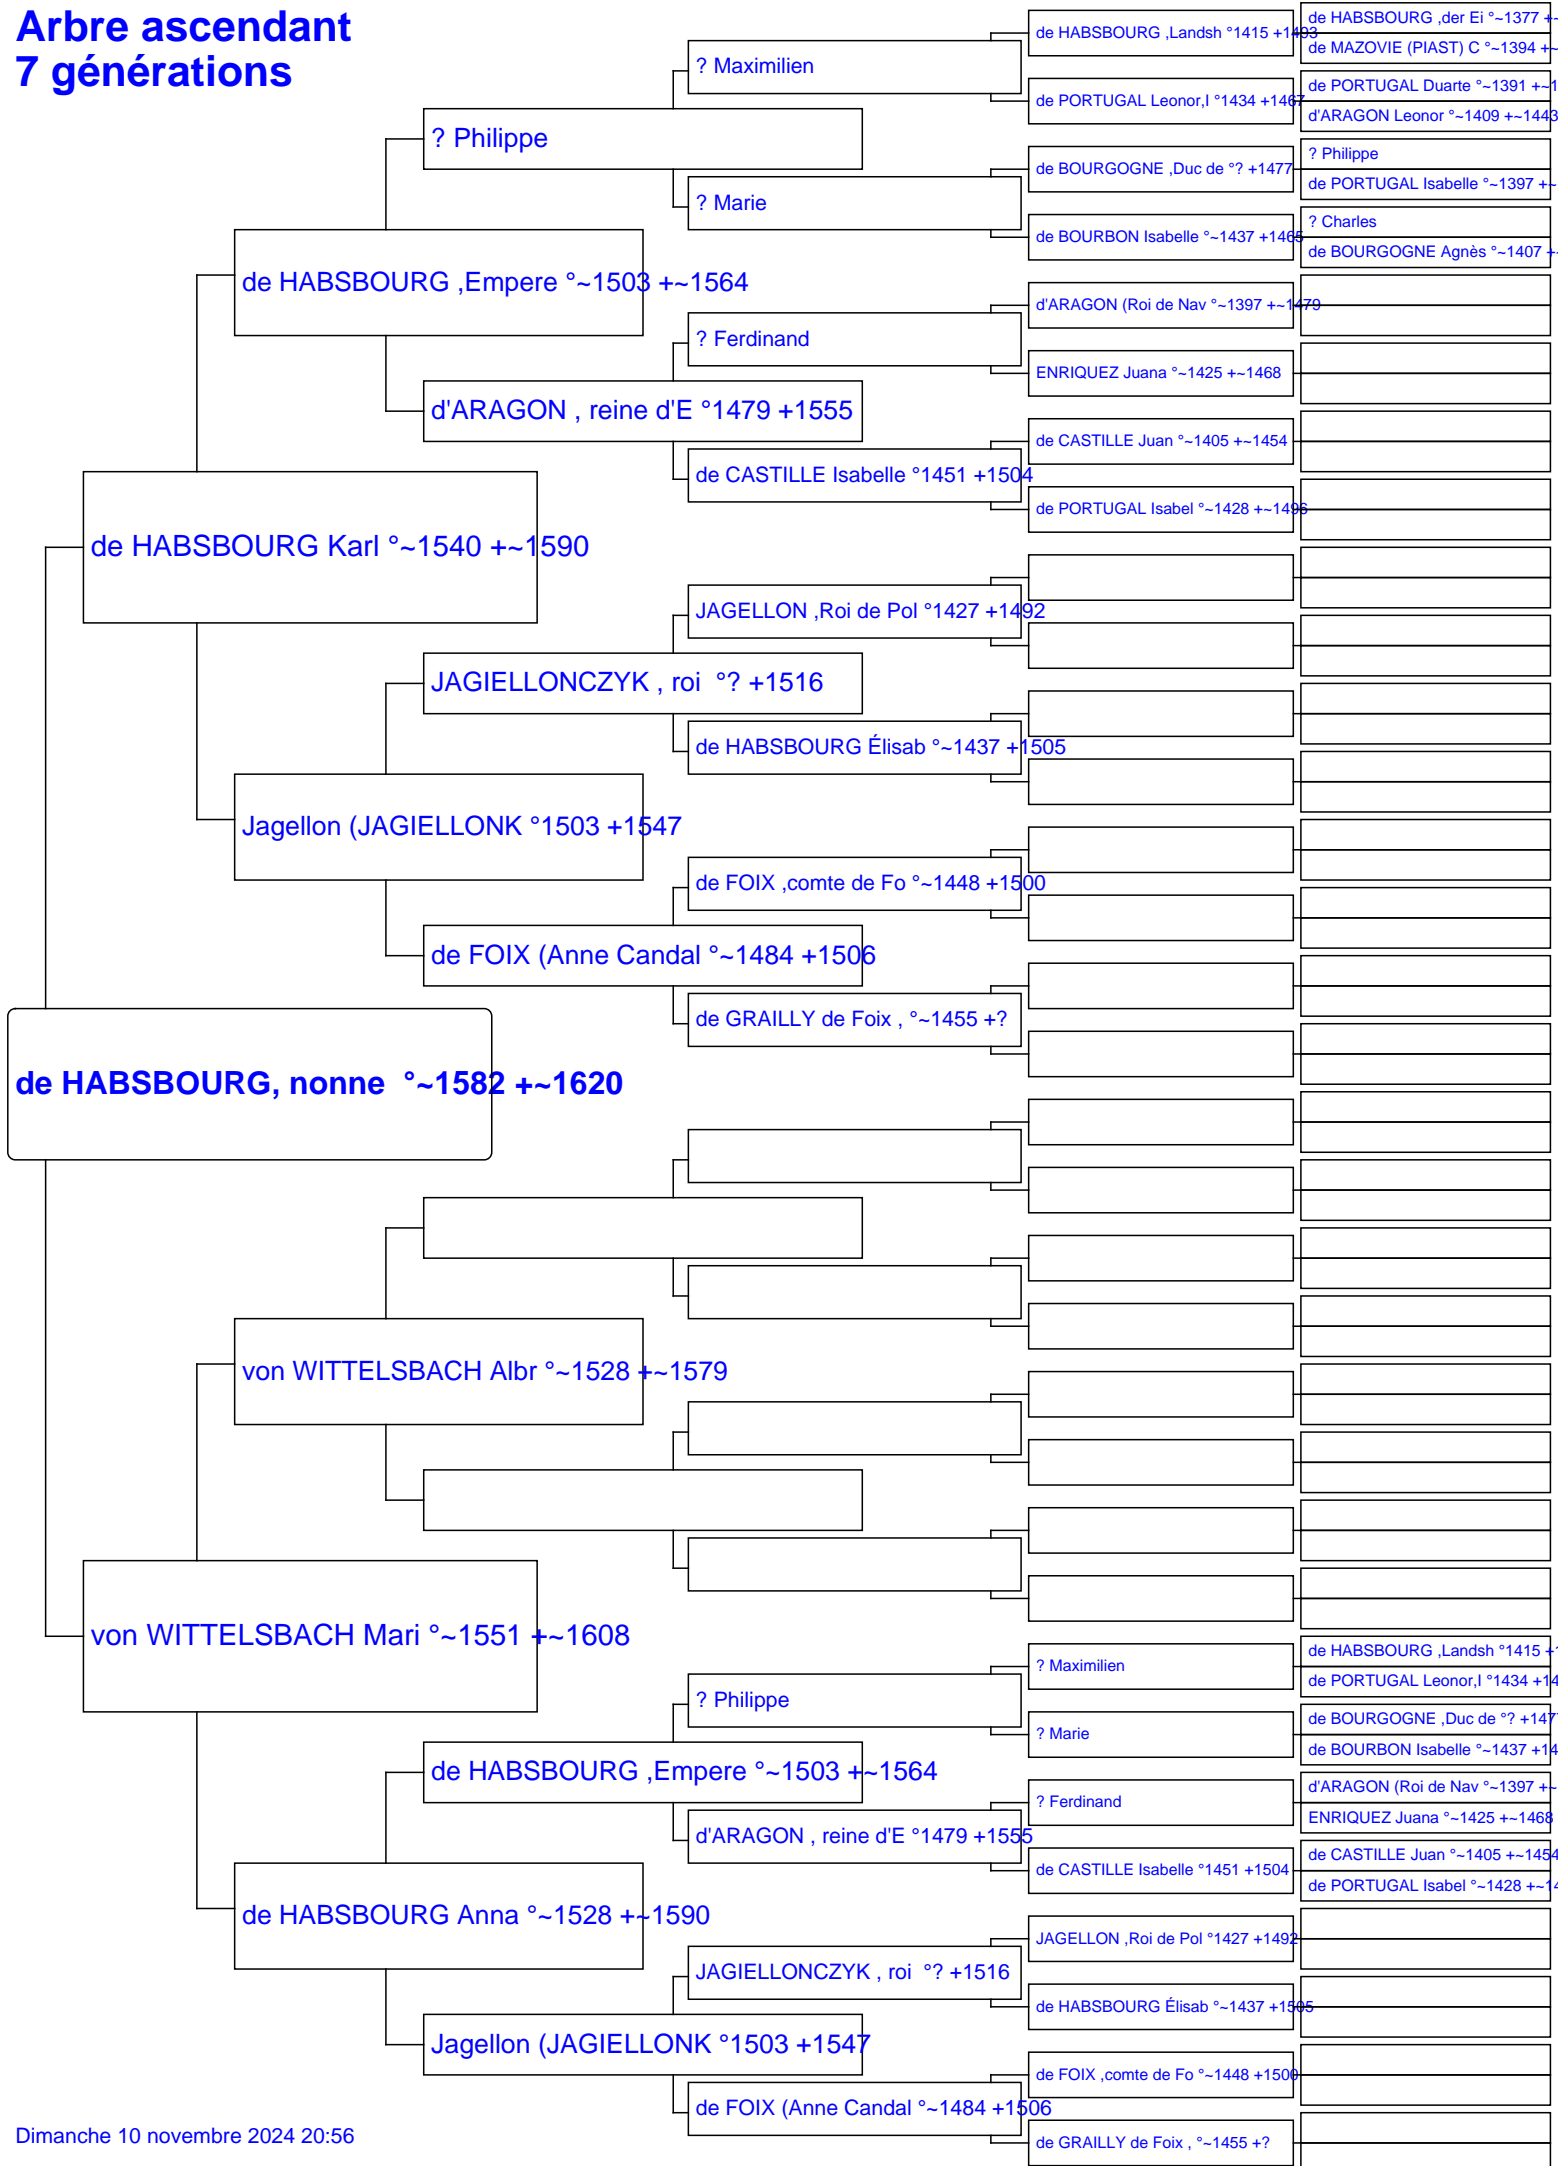 Arbre ascendant
7 générations
de HABSBOURG, nonne °~1582 +~1620
de HABSBOURG Karl °~1540 +~1590
von WITTELSBACH Mari °~1551 +~1608
de HABSBOURG ,Empere °~1503 +~1564
Jagellon (JAGIELLONK °1503 +1547
von WITTELSBACH Albr °~1528 +~1579
de HABSBOURG Anna °~1528 +~1590
? Philippe
d'ARAGON , reine d'E °1479 +1555
JAGIELLONCZYK , roi °? +1516
de FOIX (Anne Candal °~1484 +1506
de HABSBOURG ,Empere °~1503 +~1564
Jagellon (JAGIELLONK °1503 +1547
? Maximilien
? Marie
? Ferdinand
de CASTILLE Isabelle °1451 +1504
JAGELLON ,Roi de Pol °1427 +1492
de HABSBOURG Élisab °~1437 +1505
de FOIX ,comte de Fo °~1448 +1500
de GRAILLY de Foix , °~1455 +?
? Philippe
d'ARAGON , reine d'E °1479 +1555
JAGIELLONCZYK , roi °? +1516
de FOIX (Anne Candal °~1484 +1506
de HABSBOURG ,Landsh °1415 +1493
de PORTUGAL Leonor,I °1434 +1467
de BOURGOGNE ,Duc de °? +1477
de BOURBON Isabelle °~1437 +1465
d'ARAGON (Roi de Nav °~1397 +~1479
ENRIQUEZ Juana °~1425 +~1468
de CASTILLE Juan °~1405 +~1454
de PORTUGAL Isabel °~1428 +~1496
? Maximilien
? Marie
? Ferdinand
de CASTILLE Isabelle °1451 +1504
JAGELLON ,Roi de Pol °1427 +1492
de HABSBOURG Élisab °~1437 +1505
de FOIX ,comte de Fo °~1448 +1500
de GRAILLY de Foix , °~1455 +?
de HABSBOURG ,der Ei °~1377 +~
de MAZOVIE (PIAST) C °~1394 +~
de PORTUGAL Duarte °~1391 +~1
d'ARAGON Leonor °~1409 +~1443
? Philippe
de PORTUGAL Isabelle °~1397 +~
? Charles
de BOURGOGNE Agnès °~1407 +~
de HABSBOURG ,Landsh °1415 +1
de PORTUGAL Leonor,I °1434 +14
de BOURGOGNE ,Duc de °? +1477
de BOURBON Isabelle °~1437 +14
d'ARAGON (Roi de Nav °~1397 +~
ENRIQUEZ Juana °~1425 +~1468
de CASTILLE Juan °~1405 +~1454
de PORTUGAL Isabel °~1428 +~14
Dimanche 10 novembre 2024 20:56